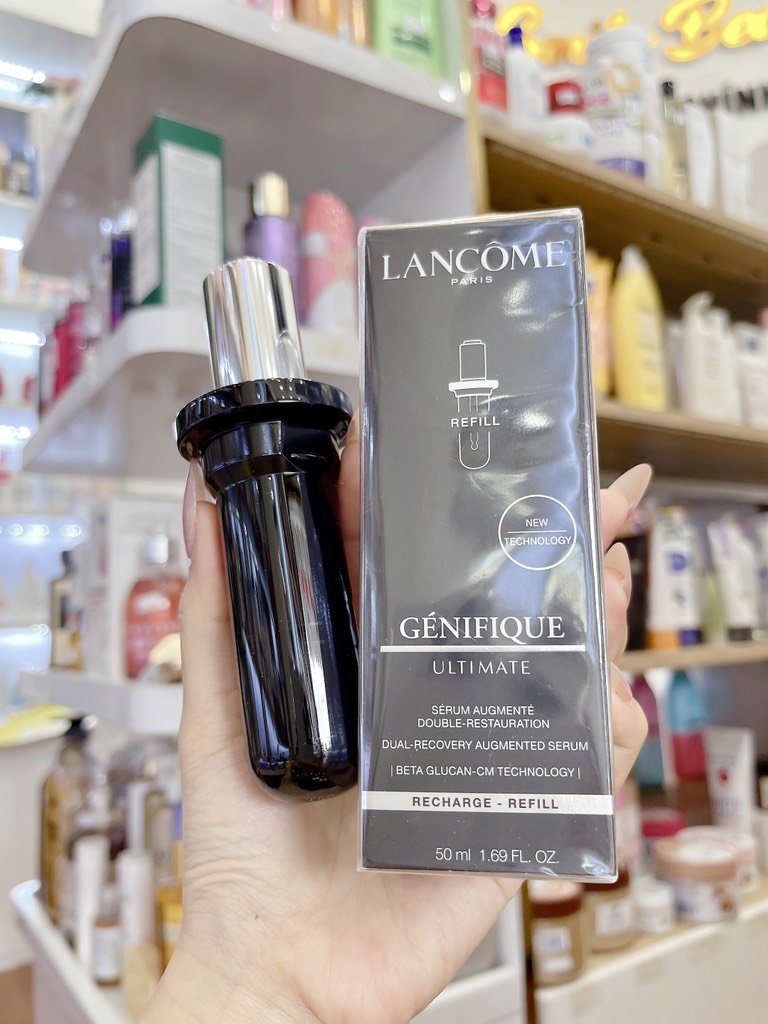 LANCÔME
PARIS
REFILL
NEW
TECHNOLOGY
GÉNIFIQUE
ULTIMATE
SÉRUM AUGMENTÉ
DOUBLE-RESTAURATION
DUAL-RECOVERY AUGMENTED SERUM
| BETA GLUCAN-CM TECHNOLOGY |
RECHARGE - REFILL
50 ml 1.69 FL. OZ.